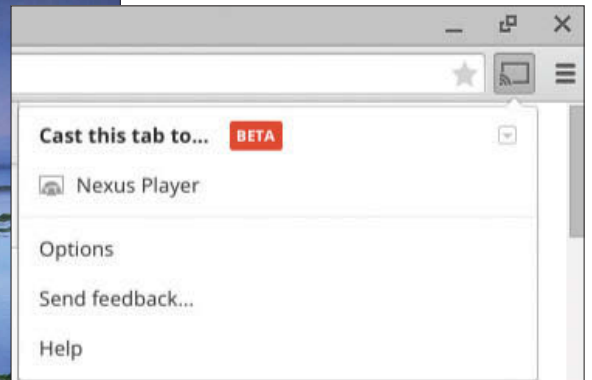 Cast this tab to... BETA
Nexus Player
Options
Send feedback...
Help